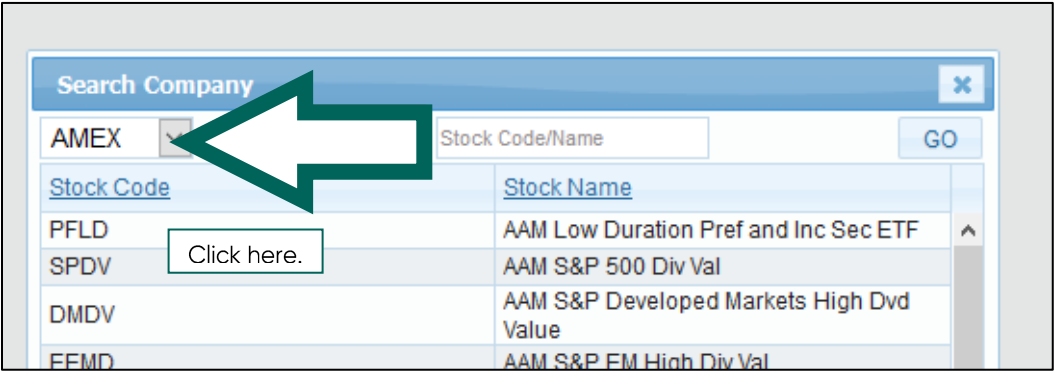 Search Company
AMEX
Stock Code/Name
GO
Stock Code
Stock Name
PFLD
AAM Low Duration Pref and Inc Sec ETF
Click here.
SPDV
AAM S&P 500 Div Val
DMDV
AAM S&P Developed Markets High Dvd
Value
EEMD
AAM S&P EM High Div Val